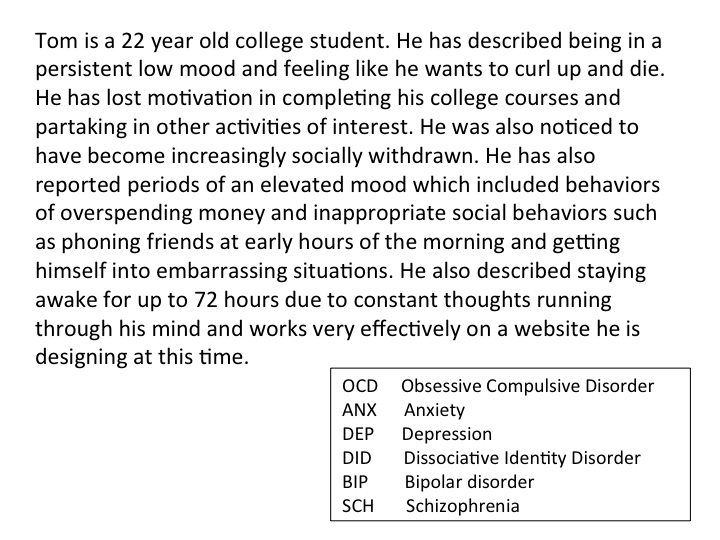 Tom is a 22 year old college student. He has described being in a
persistent low mood and feeling like he wants to curl up and die.
He has lost motivation in completing his college courses and
partaking in other activities of interest. He was also noticed to
have become increasingly socially withdrawn. He has also
reported periods of an elevated mood which included behaviors
of overspending money and inappropriate social behaviors such
as phoning friends at early hours of the morning and getting
himself into embarrassing situations. He also described staying
awake for up to 72 hours due to constant thoughts running
through his mind and works very effectively on a website he is
designing at this time.
OCD Obsessive Compulsive Disorder
ANX Anxiety
DEP Depression
DID Dissociative Identity Disorder
BIP Bipolar disorder
SCH Schizophrenia